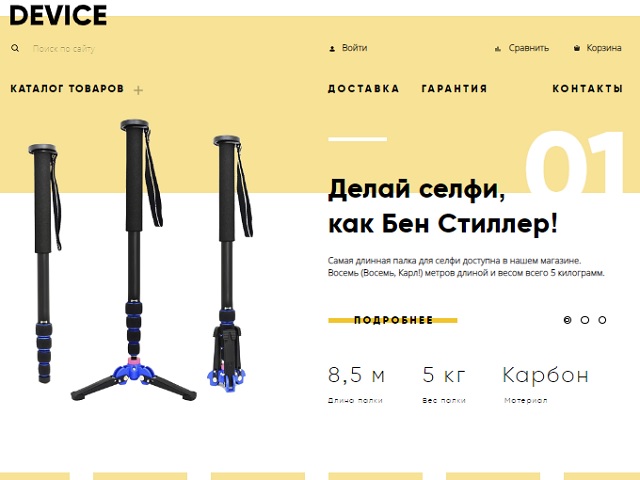 DEVICE
Поиск по сайту
Войти
Сравнить
Корзина
КАТАЛОГ ТОВАРОВ +
ДОСТАВКА
ГАРАНТИЯ
КОНТАКТЫ
01
Делай селфи,
как Бен Стиллер!
Самая длинная палка для селфи доступна в нашем магазине.
Восемь (Восемь, Карл!) метров длиной и весом всего 5 килограмм.
ПОДРОБНЕЕ
8,5 м
5 кг
Карбон
Длина палки
Вес палки
Материал